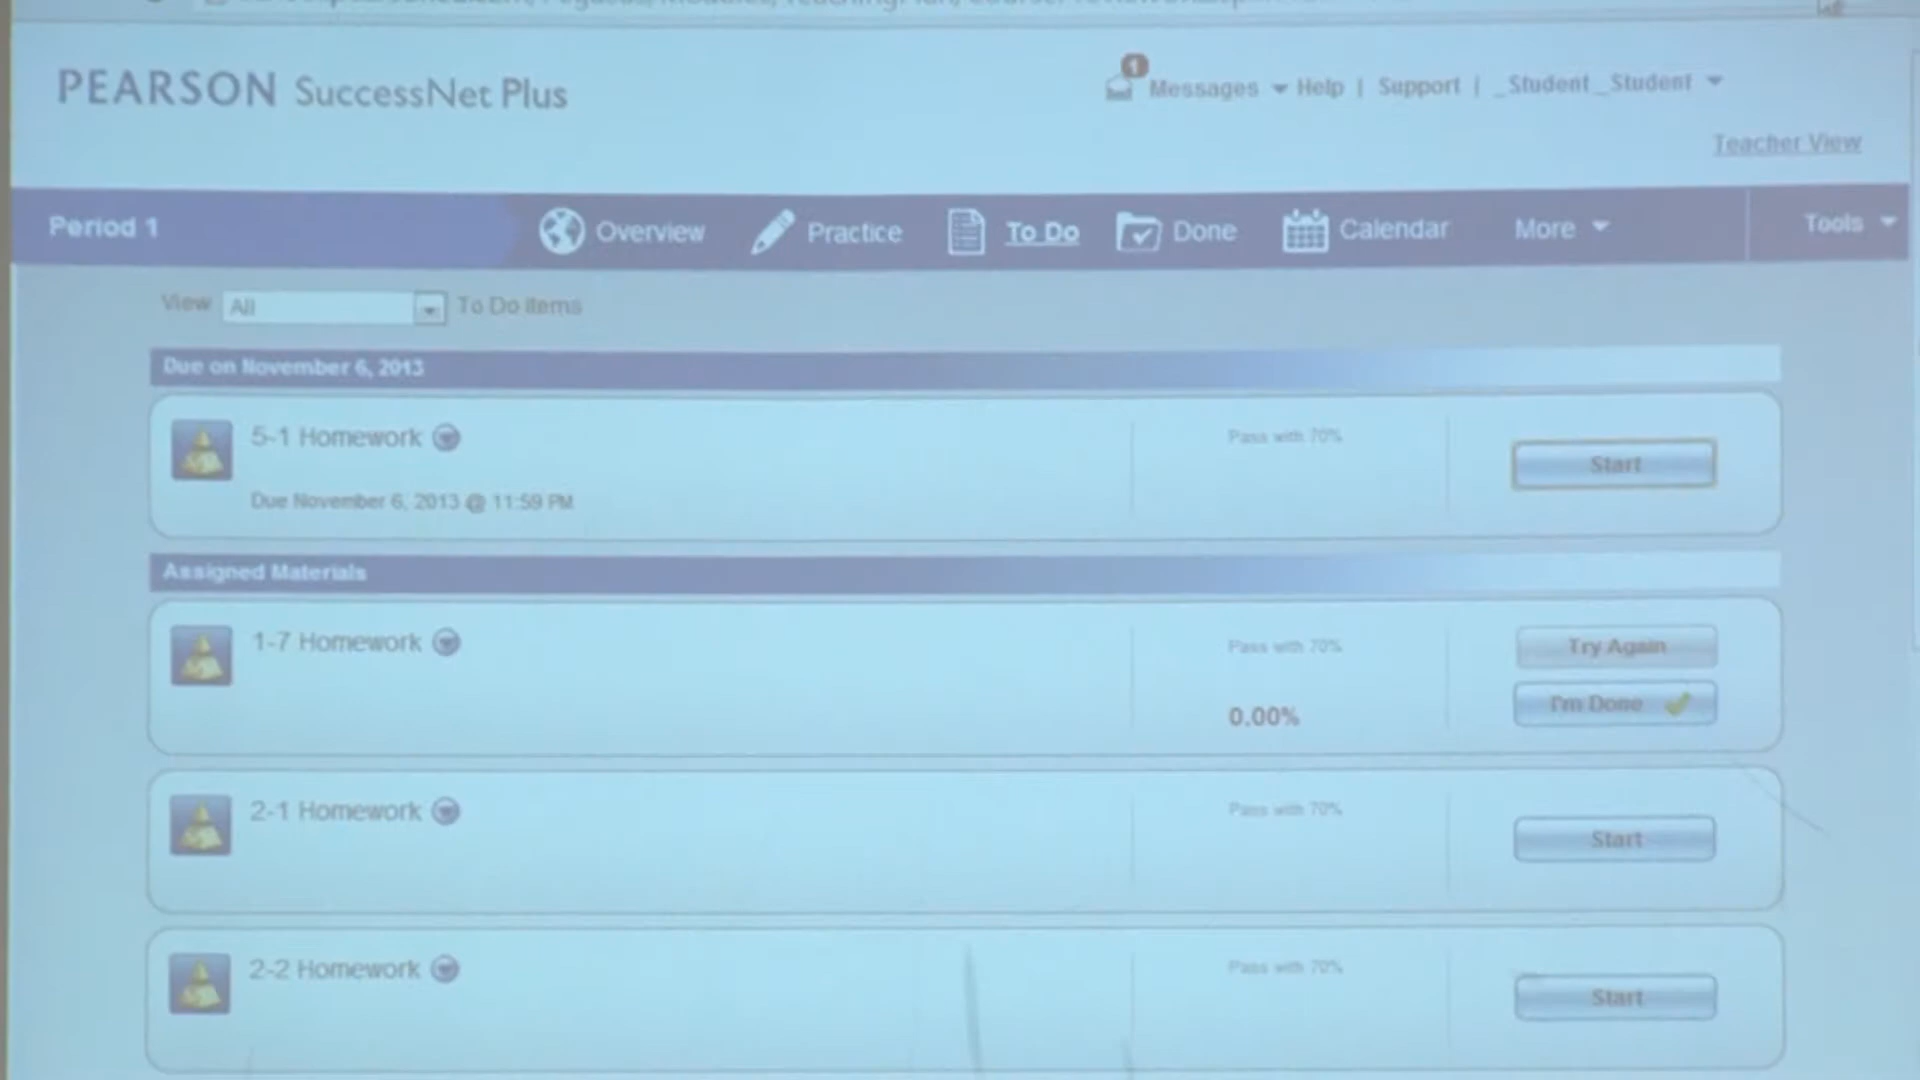 PEARSON SuccessNet Plus
1
Messages Help | Support | _Student _Student
Teacher View
Period 1
Overview Practice To Do Done Calendar More Tools
View All To Do Items
Due on November 6, 2013
5-1 Homework Pass with 70% Start
Due November 6, 2013 @ 11:59 PM
Assigned Materials
1-7 Homework Pass with 70% Try Again
0.00% I'm Done
2-1 Homework Pass with 70% Start
2-2 Homework Pass with 70% Start